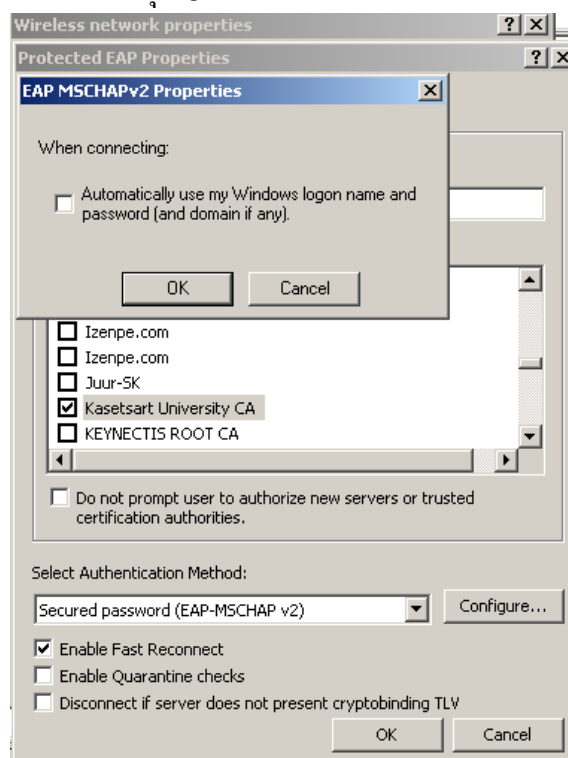 Wireless network properties
Protected EAP Properties
EAP MSCHAPv2 Properties
When connecting:
Automatically use my Windows logon name and
password (and domain if any).
OK
Cancel
Izenpe.com
Izenpe.com
Juur-SK
Kasetsart University CA
KEYNECTIS ROOT CA
Do not prompt user to authorize new servers or trusted
certification authorities.
Select Authentication Method:
Secured password (EAP-MSCHAP v2)
Configure...
Enable Fast Reconnect
Enable Quarantine checks
Disconnect if server does not present cryptobinding TLV
OK
Cancel